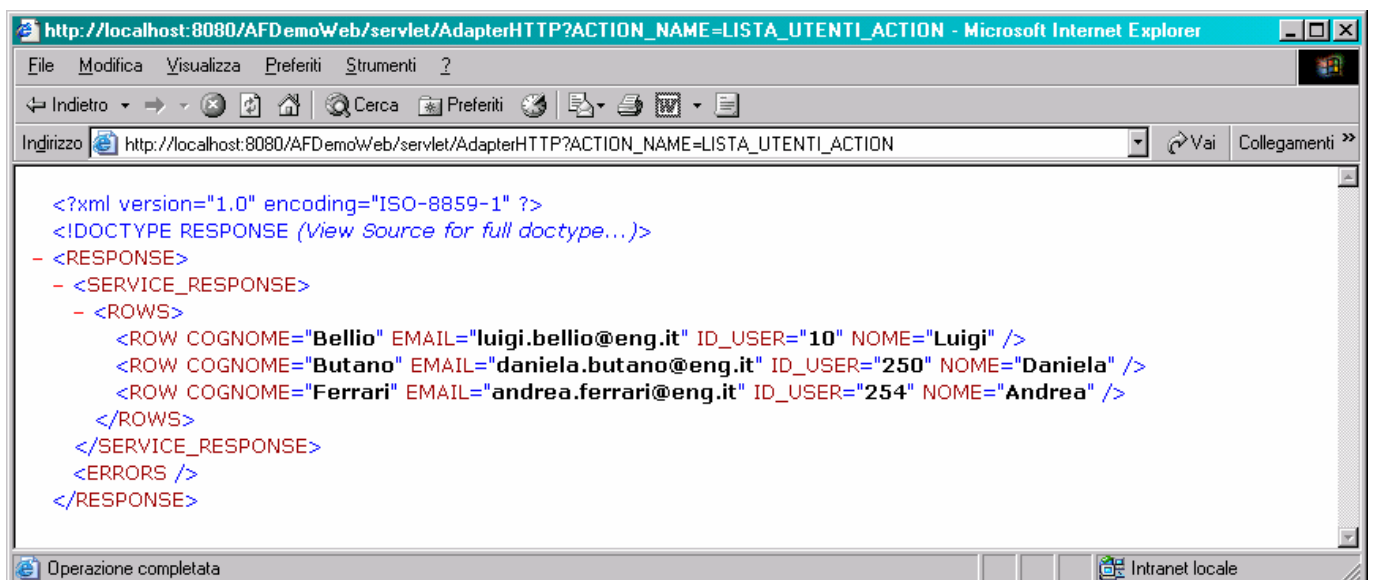 http://localhost:8080/AFDemoWeb/servlet/AdapterHTTP?ACTION_NAME=LISTA_UTENTI_ACTION - Microsoft Internet Explorer
File Modifica Visualizza Preferiti Strumenti ?
Indietro Cerca Preferiti
Indirizzo http://localhost:8080/AFDemoWeb/servlet/AdapterHTTP?ACTION_NAME=LISTA_UTENTI_ACTION Vai Collegamenti »
<?xml version="1.0" encoding="ISO-8859-1" ?>
<!DOCTYPE RESPONSE (View Source for full doctype...)>
- <RESPONSE>
- <SERVICE_RESPONSE>
- <ROWS>
<ROW COGNOME="Bellio" EMAIL="luigi.bellio@eng.it" ID_USER="10" NOME="Luigi" />
<ROW COGNOME="Butano" EMAIL="daniela.butano@eng.it" ID_USER="250" NOME="Daniela" />
<ROW COGNOME="Ferrari" EMAIL="andrea.ferrari@eng.it" ID_USER="254" NOME="Andrea" />
</ROWS>
</SERVICE_RESPONSE>
<ERRORS />
</RESPONSE>
Operazione completata Intranet locale